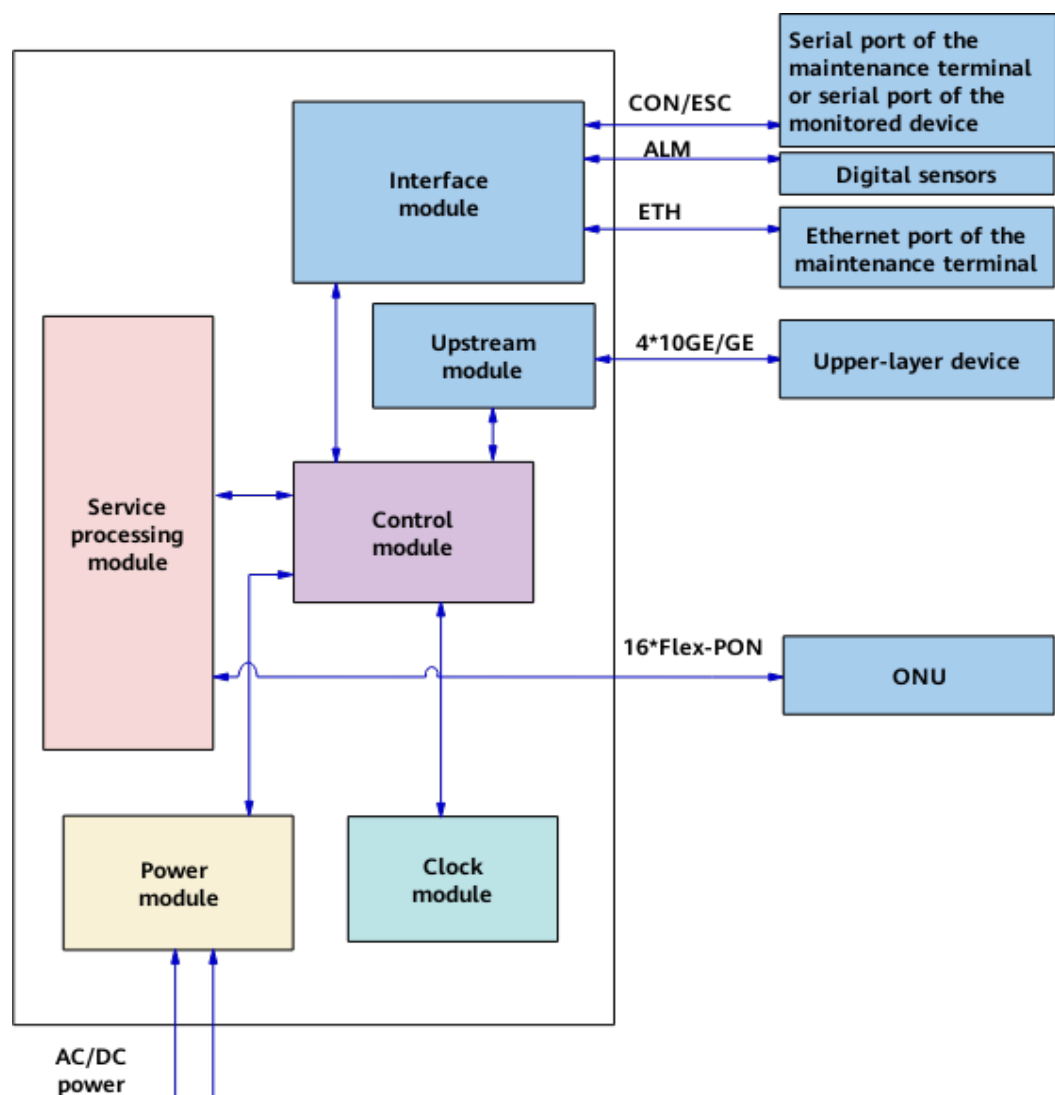 Serial port of the
maintenance terminal
or serial port of the
monitored device
CON/ESC
ALM
Digital sensors
Interface
module
ETH
Ethernet port of the
maintenance terminal
Upstream
module
4*10GE/GE
Upper-layer device
Service
processing
module
Control
module
16*Flex-PON
ONU
Power
module
Clock
module
AC/DC
power